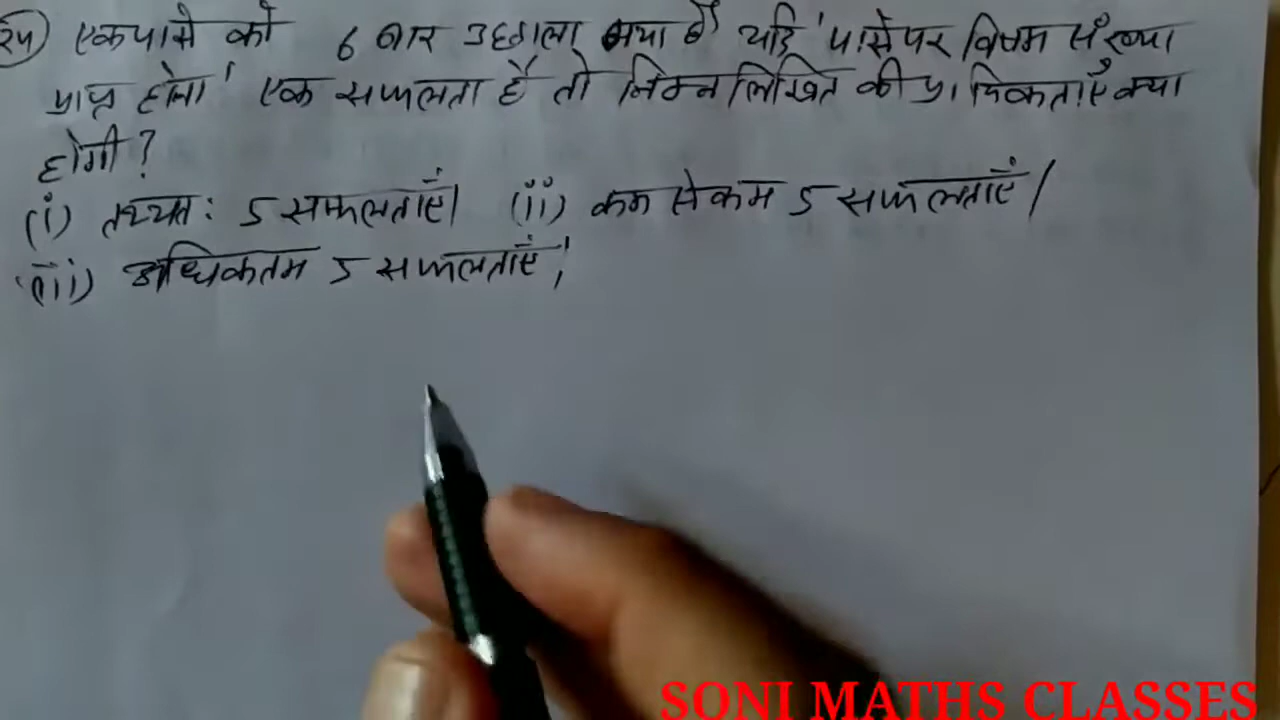 24) एक पासे को 6 बार उछाला गया है यदि 'पासे पर विषम संख्या
प्राप्त होना' एक सफलता है तो निम्नलिखित की प्रायिकताएँ क्या
होगी?
(i) तथ्यतः 5 सफलताएँ। (ii) कम से कम 5 सफलताएँ।
(iii) अधिकतम 5 सफलताएँ।
SONI MATHS CLASSES